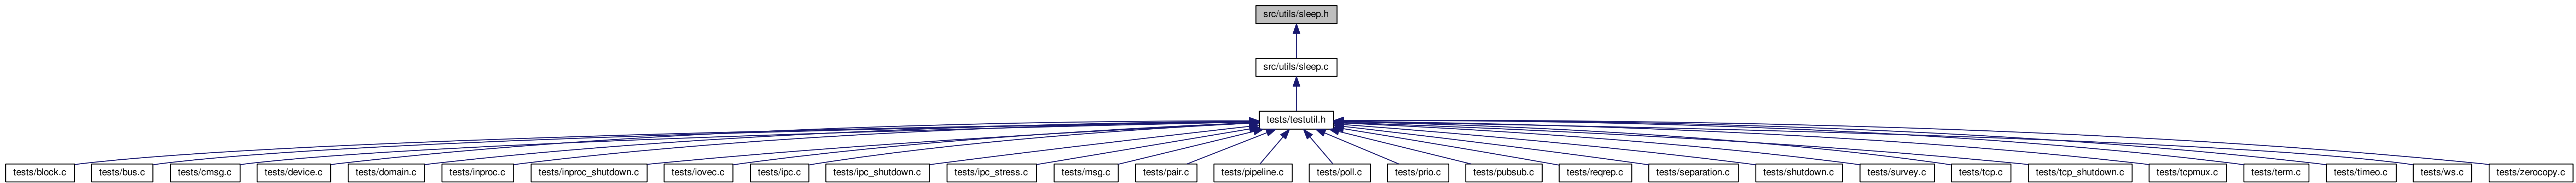 src/utils/sleep.h
src/utils/sleep.c
tests/testutil.h
tests/block.c
tests/bus.c
tests/cmsg.c
tests/device.c
tests/domain.c
tests/inproc.c
tests/inproc_shutdown.c
tests/iovec.c
tests/ipc.c
tests/ipc_shutdown.c
tests/ipc_stress.c
tests/msg.c
tests/pair.c
tests/pipeline.c
tests/poll.c
tests/prio.c
tests/pubsub.c
tests/reqrep.c
tests/separation.c
tests/shutdown.c
tests/survey.c
tests/tcp.c
tests/tcp_shutdown.c
tests/tcpmux.c
tests/term.c
tests/timeo.c
tests/ws.c
tests/zerocopy.c